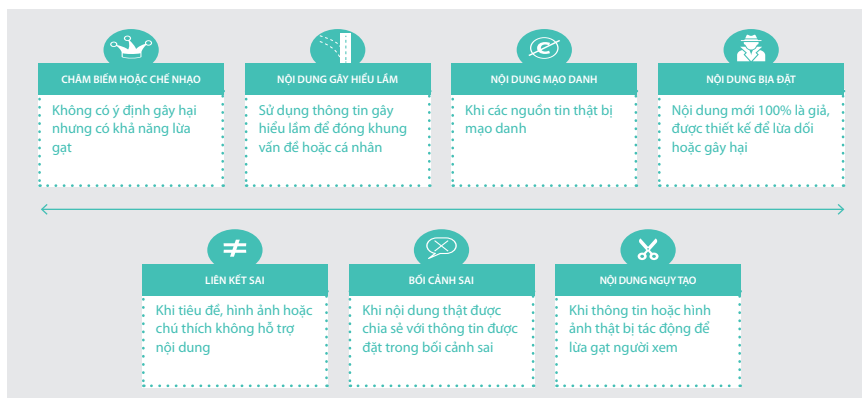 CHÂM BIẾM HOẶC CHẾ NHẠO
Không có ý định gây hại
nhưng có khả năng lừa
gạt
NỘI DUNG GÂY HIỂU LẦM
Sử dụng thông tin gây
hiểu lầm để đóng khung
vấn đề hoặc cá nhân
NỘI DUNG MẠO DANH
Khi các nguồn tin thật bị
mạo danh
NỘI DUNG BỊA ĐẶT
Nội dung mới 100% là giả,
được thiết kế để lừa dối
hoặc gây hại
LIÊN KẾT SAI
Khi tiêu đề, hình ảnh hoặc
chú thích không hỗ trợ
nội dung
BỐI CẢNH SAI
Khi nội dung thật được
chia sẻ với thông tin được
đặt trong bối cảnh sai
NỘI DUNG NGỤY TẠO
Khi thông tin hoặc hình
ảnh thật bị tác động để
lừa gạt người xem